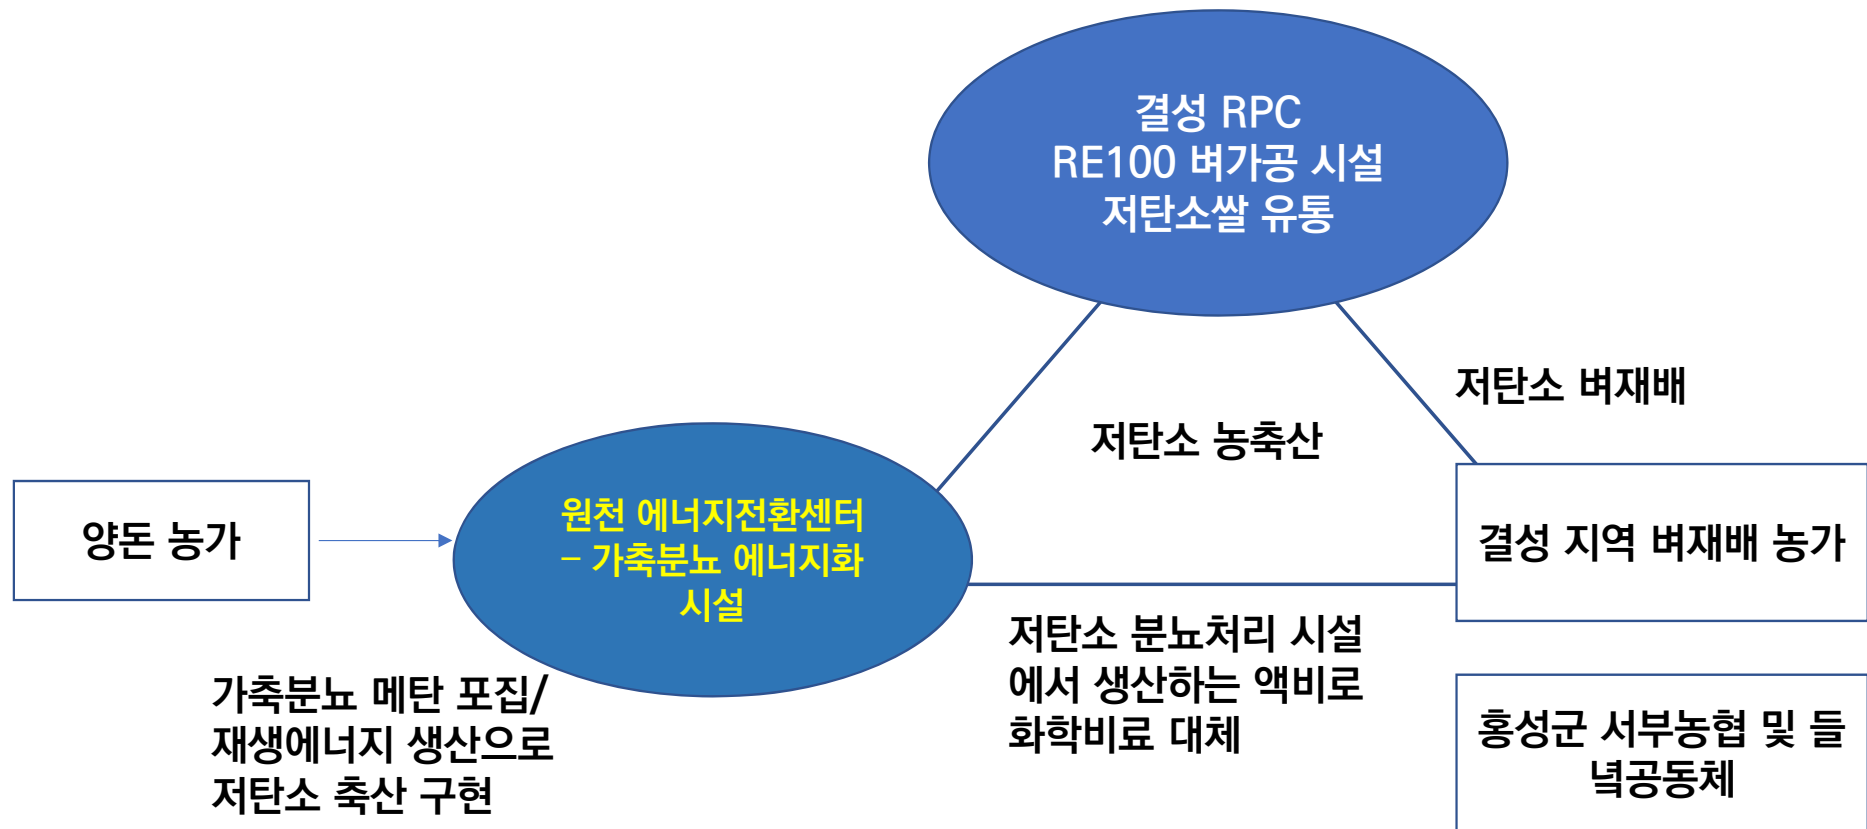 결성 RPC
RE100 벼가공 시설
저탄소쌀 유통
저탄소 벼재배
저탄소 농축산
양돈 농가
원천 에너지전환센터
- 가축분뇨 에너지화
시설
결성 지역 벼재배 농가
가축분뇨 메탄 포집/
재생에너지 생산으로
저탄소 축산 구현
저탄소 분뇨처리 시설
에서 생산하는 액비로
화학비료 대체
홍성군 서부농협 및 들
녘공동체